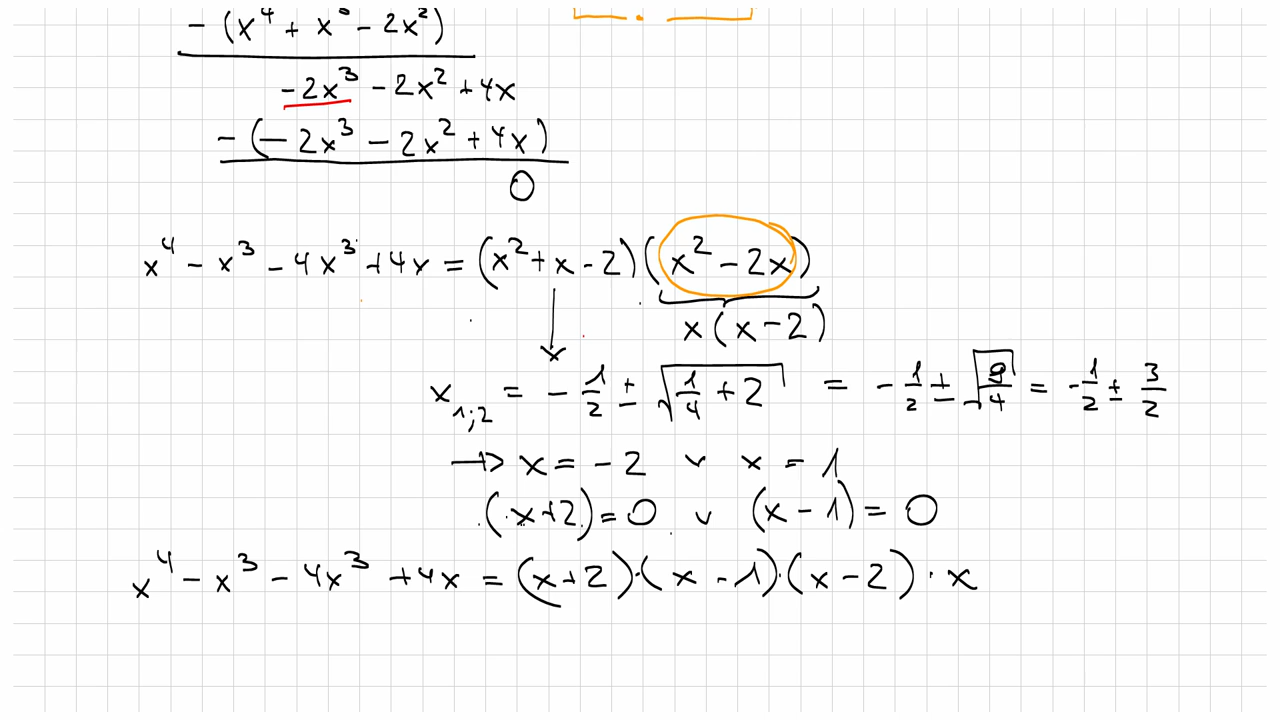 - (x⁴ + x³ - 2x²)
-2x³ - 2x² + 4x
- (-2x³ - 2x² + 4x)
0
x⁴ - x³ - 4x³ + 4x = (x² + x - 2)(x² - 2x)
x(x-2)
x₁;₂ = - 1/2 ± √(1/4 + 2) = - 1/2 ± √(9/4) = - 1/2 ± 3/2
→ x = -2 ∨ x = 1
(x+2) = 0 ∨ (x-1) = 0
x⁴ - x³ - 4x³ + 4x = (x+2)·(x-1)·(x-2)·x